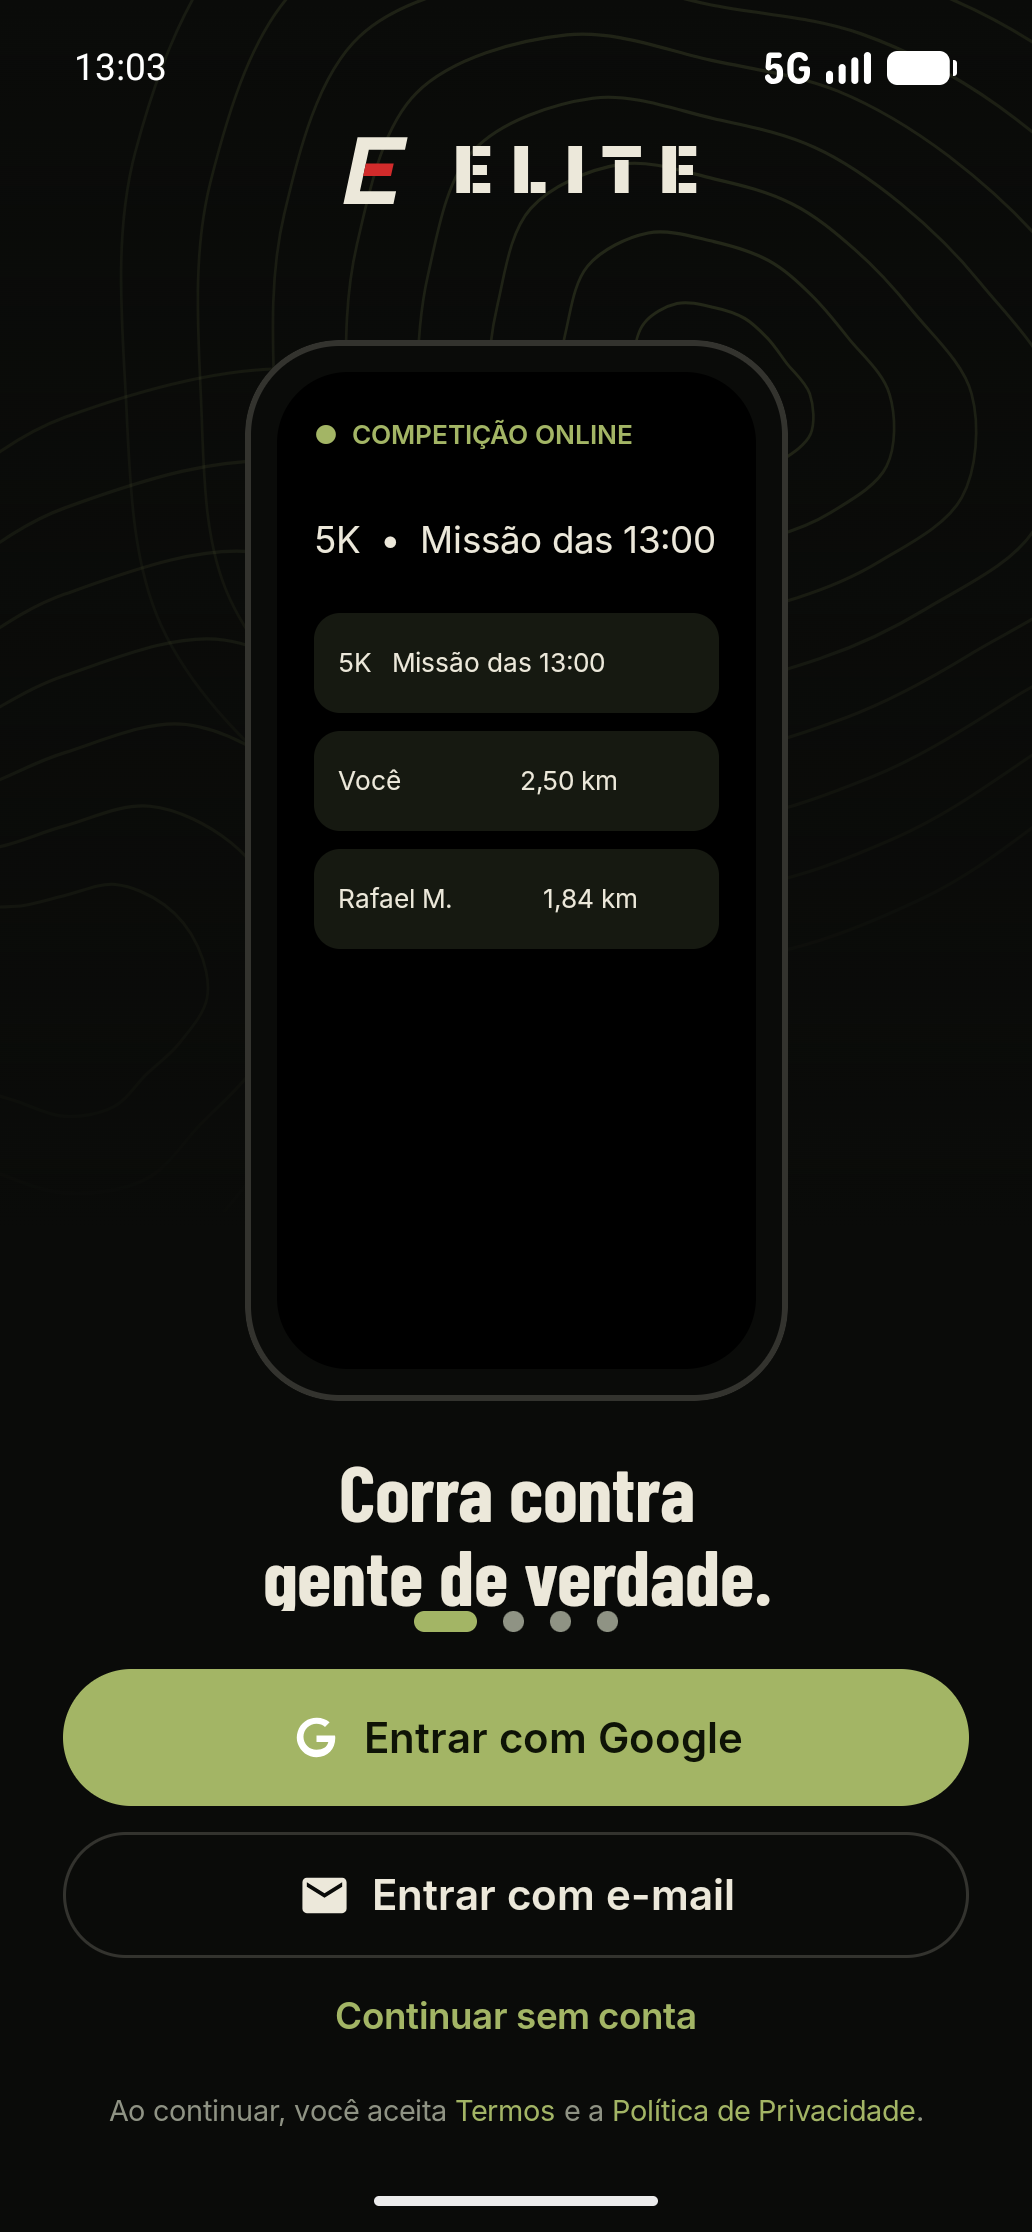 13:03
5G
E ELITE
COMPETIÇÃO ONLINE
5K • Missão das 13:00
5K Missão das 13:00
Você 2,50 km
Rafael M. 1,84 km
Corra contra
gente de verdade.
G Entrar com Google
Entrar com e-mail
Continuar sem conta
Ao continuar, você aceita Termos e a Política de Privacidade.